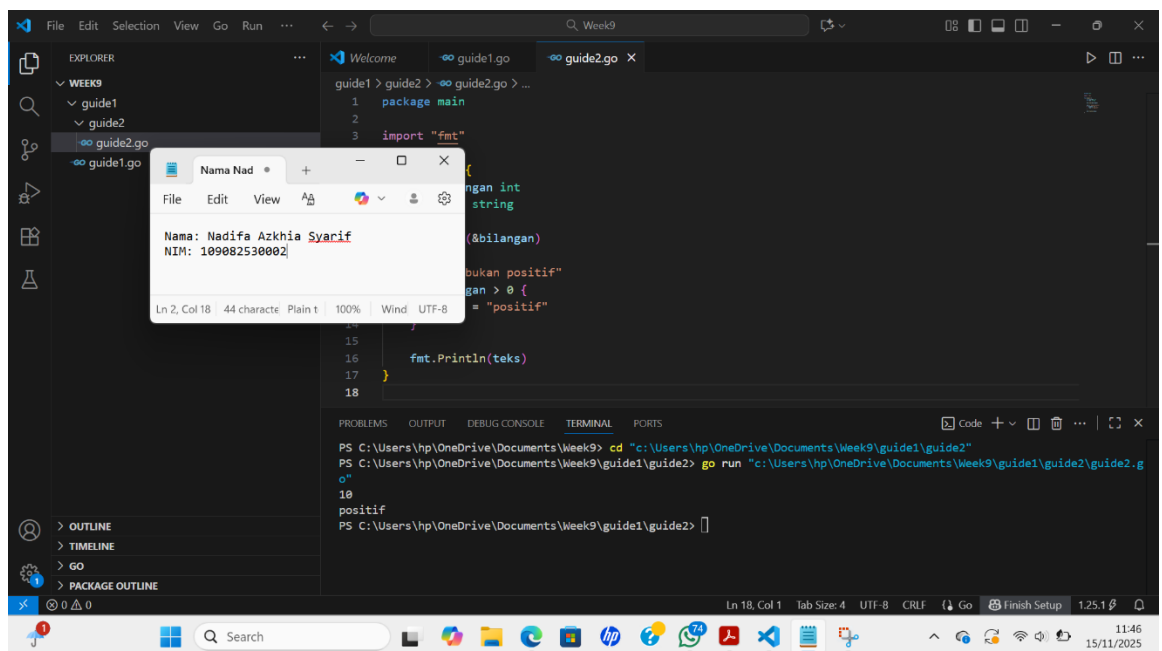 File Edit Selection View Go Run ... Week9
EXPLORER ...
WEEK9
guide1
guide2
guide2.go
guide1.go
Welcome guide1.go guide2.go
guide1 > guide2 > guide2.go > ...
1 package main
2
3 import "fmt"
{
ngan int
string
(&bilangan)
bukan positif"
gan > 0 {
= "positif"
14 }
15
16 fmt.Println(teks)
17 }
18
Nama Nad
File Edit View
Nama: Nadifa Azkhia Syarif
NIM: 109082530002
Ln 2, Col 18 44 characte Plain t 100% Wind UTF-8
PROBLEMS OUTPUT DEBUG CONSOLE TERMINAL PORTS Code
PS C:\Users\hp\OneDrive\Documents\Week9> cd "c:\Users\hp\OneDrive\Documents\Week9\guide1\guide2"
PS C:\Users\hp\OneDrive\Documents\Week9\guide1\guide2> go run "c:\Users\hp\OneDrive\Documents\Week9\guide1\guide2\guide2.g
o"
10
positif
PS C:\Users\hp\OneDrive\Documents\Week9\guide1\guide2>
OUTLINE
TIMELINE
GO
PACKAGE OUTLINE
1
0 0 Ln 18, Col 1 Tab Size: 4 UTF-8 CRLF Go Finish Setup 1.25.1
1 Search 74 11:46
15/11/2025